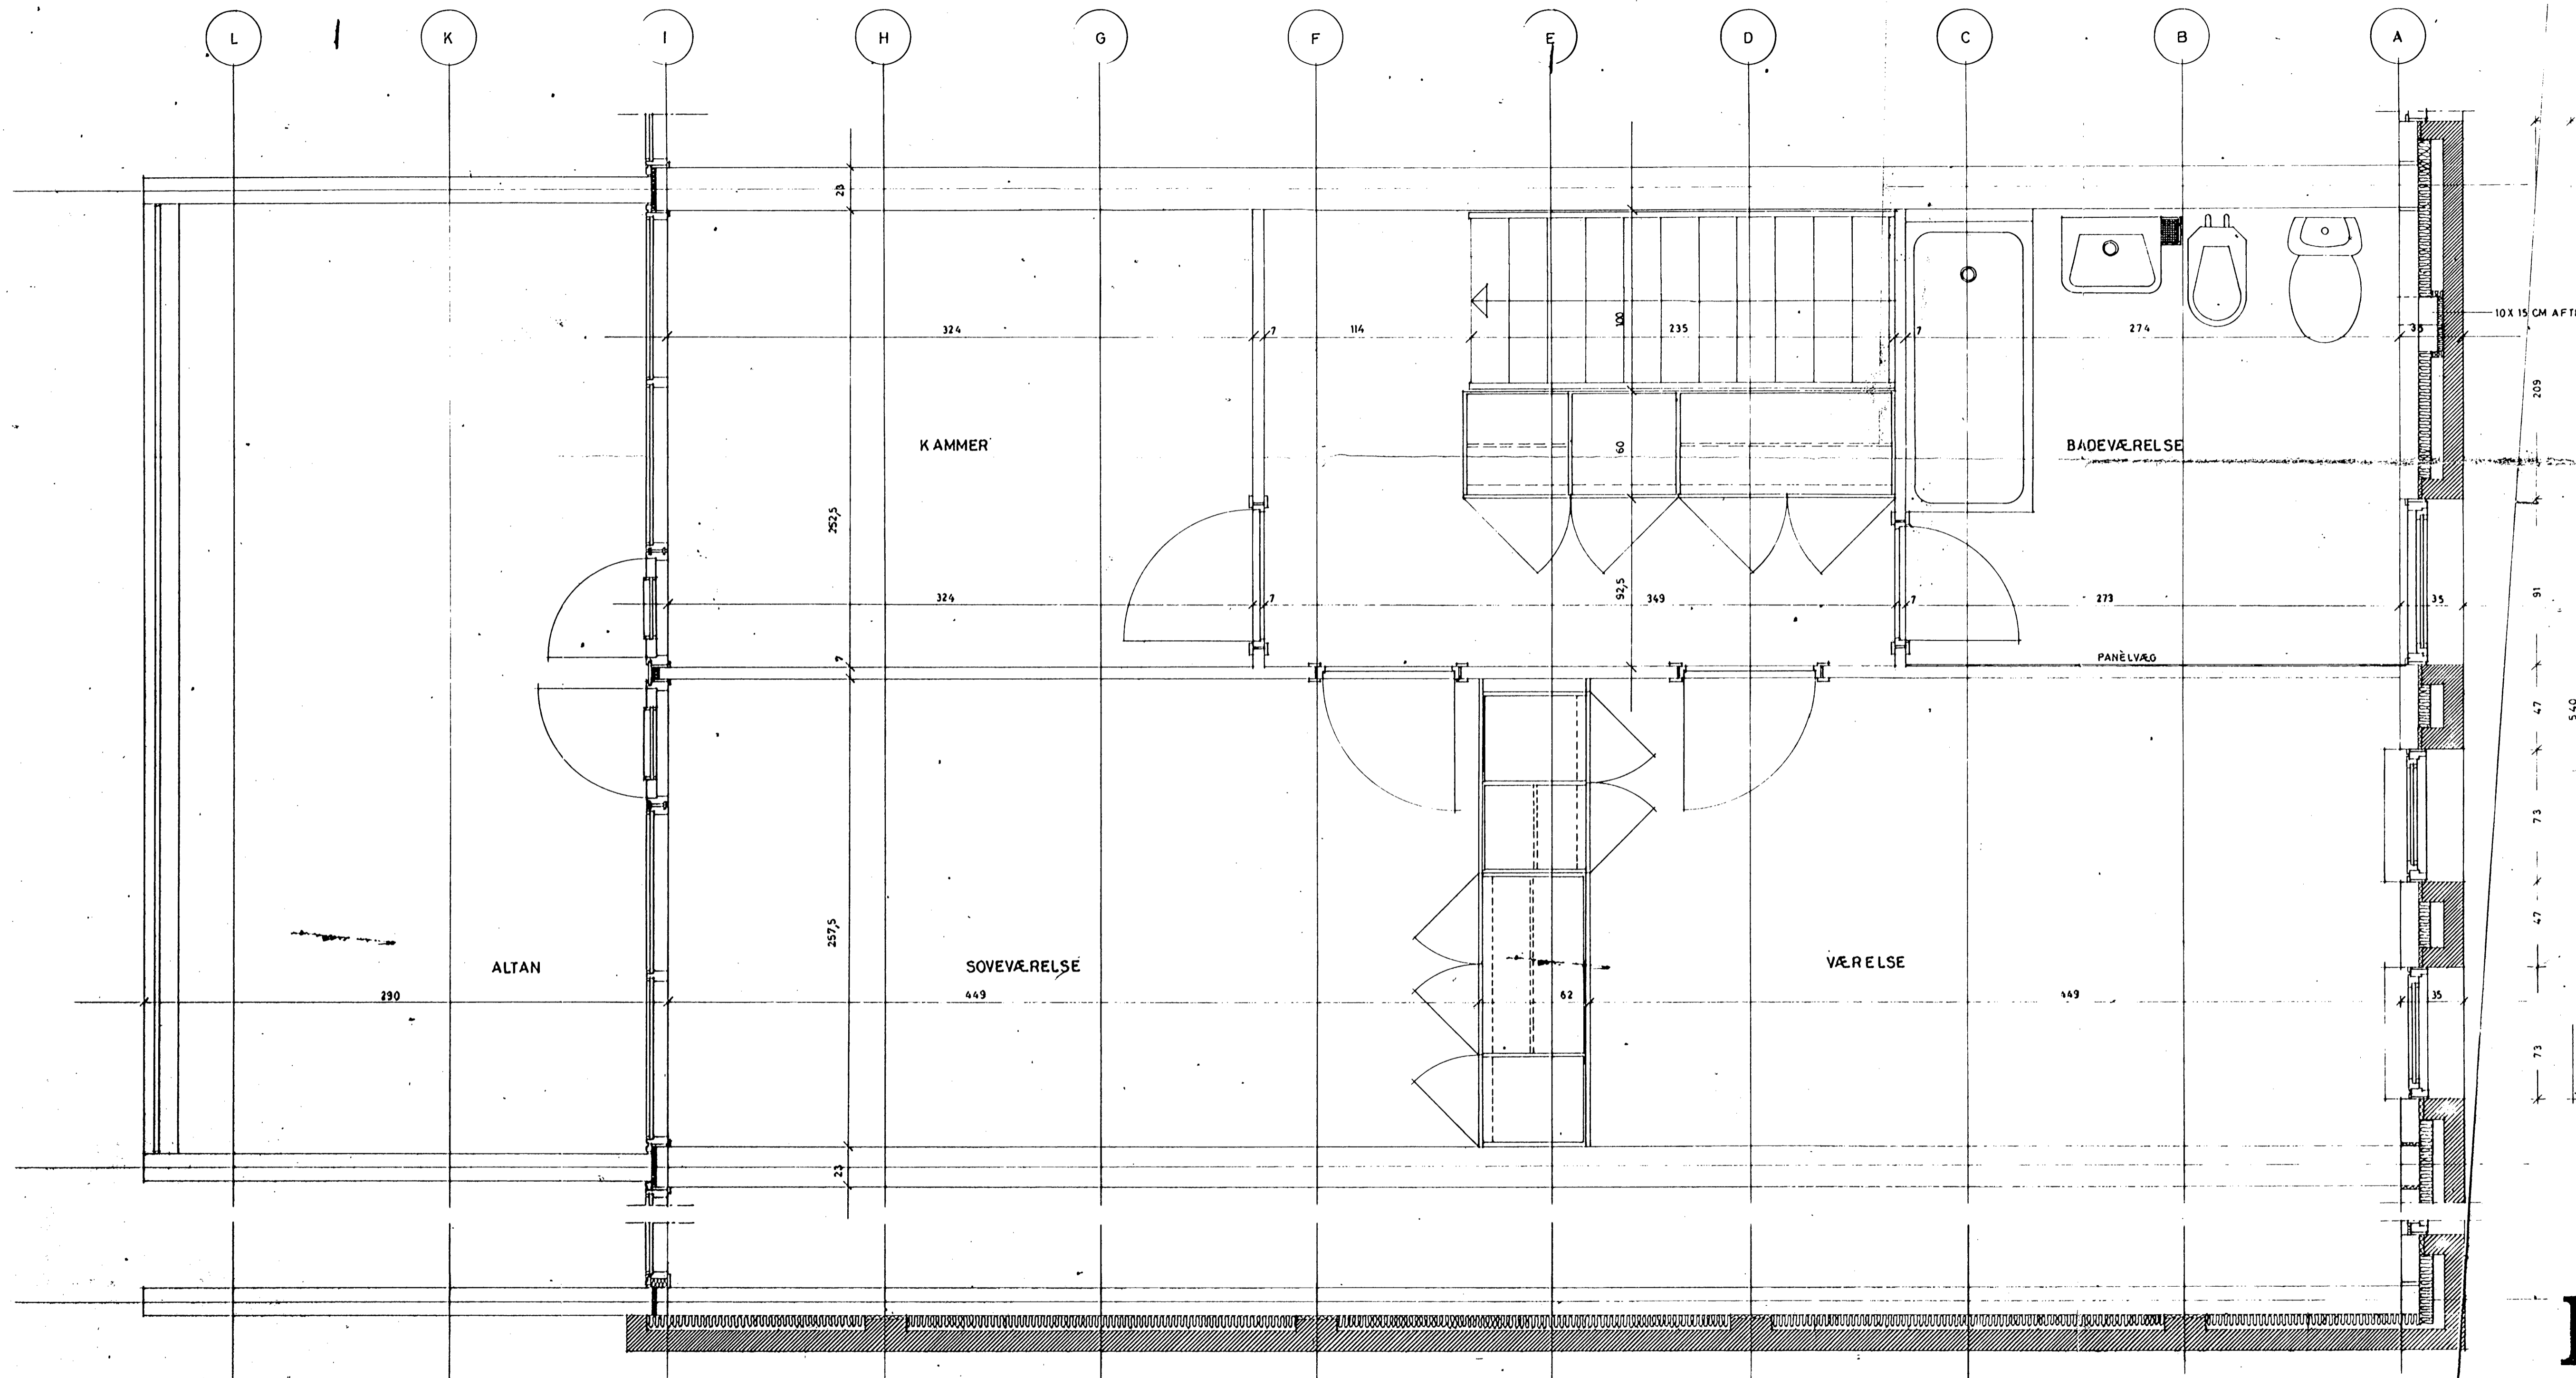 L K I H G F E D C B A
23
324 7 114 100 235 7 274 35
10 X 15 CM AFT
209
KAMMER 60 BADEVÆRELSE
252,5
324 7 92,5 349 7 273 35
91
7
PANELVÆG
47
540
73
257,5
47
ALTAN SOVEVÆRELSE VÆRELSE
290 449 62 449 35
73
23